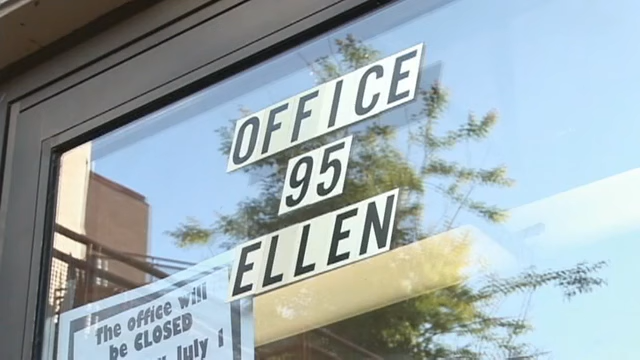 OFFICE
95
ELLEN
The office will
be CLOSED
July 1